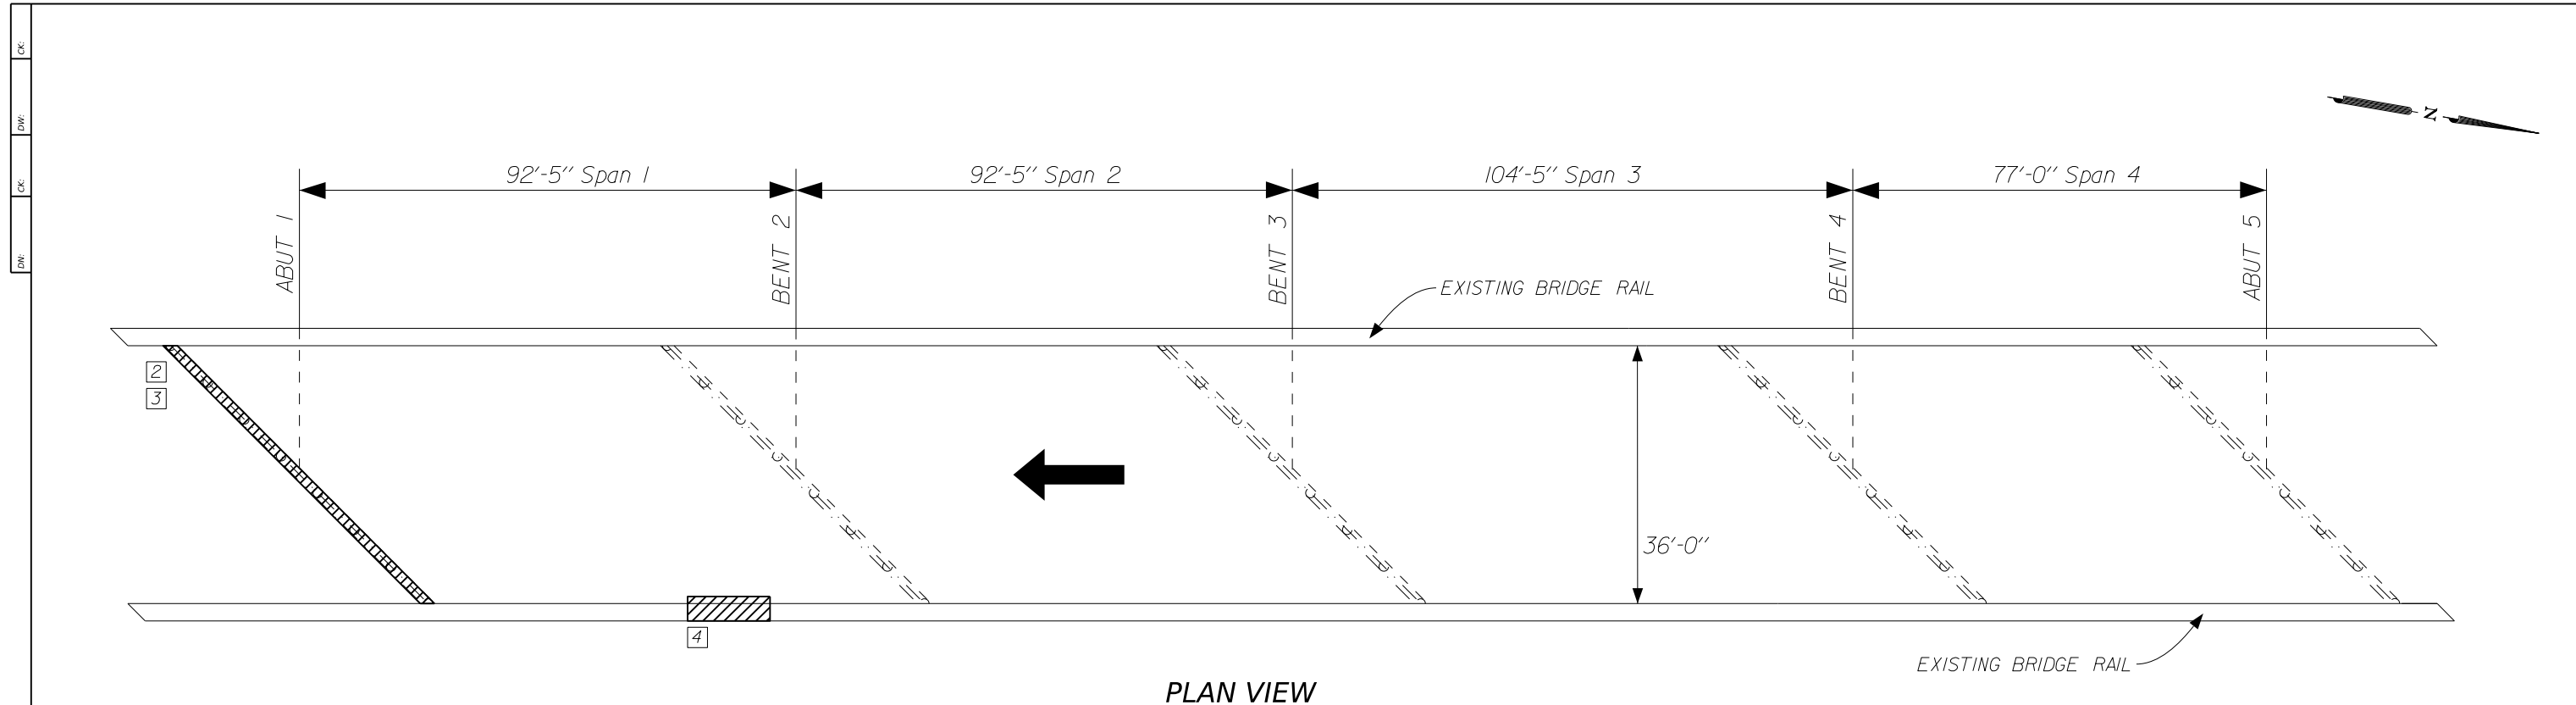 CK:
DW:
CK:
DN:
N
92'-5" Span 1
92'-5" Span 2
104'-5" Span 3
77'-0" Span 4
ABUT 1
BENT 2
BENT 3
BENT 4
ABUT 5
EXISTING BRIDGE RAIL
2
3
36'-0"
4
EXISTING BRIDGE RAIL
PLAN VIEW